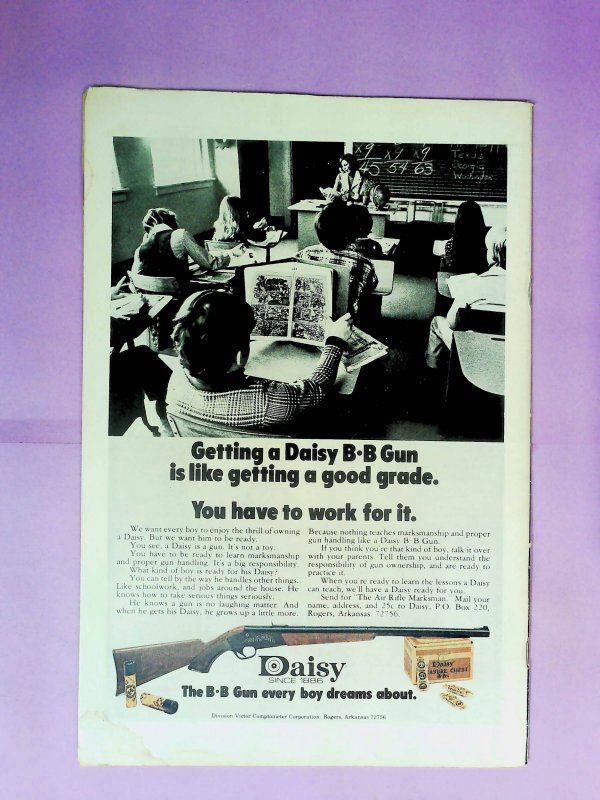 ×9 ×9 ×9
45 54 63
Texas
Georgia
Washington
Getting a Daisy B·B Gun
is like getting a good grade.
You have to work for it.
We want every boy to enjoy the thrill of owning
a Daisy. But we want him to be ready.
You see, a Daisy is a gun. It's not a toy.
You have to be ready to learn marksmanship
and proper gun handling. It's a big responsibility.
What kind of boy is ready for his Daisy?
You can tell by the way he handles other things.
Like schoolwork, and jobs around the house. He
knows how to take serious things seriously.
He knows a gun is no laughing matter. And
when he gets his Daisy, he grows up a little more.
Because nothing teaches marksmanship and proper
gun handling like a Daisy B·B Gun.
If you think you're that kind of boy, talk it over
with your parents. Tell them you understand the
responsibility of gun ownership, and are ready to
practice it.
When you're ready to learn the lessons a Daisy
can teach, we'll have a Daisy ready for you.
Send for "The Air Rifle Marksman." Mail your
name, address, and 25c to Daisy, P.O. Box 220,
Rogers, Arkansas 72756.
Daisy
SINCE 1886
Daisy
CHEST
BBs
The B·B Gun every boy dreams about.
Division Victor Comptometer Corporation Rogers, Arkansas 72756